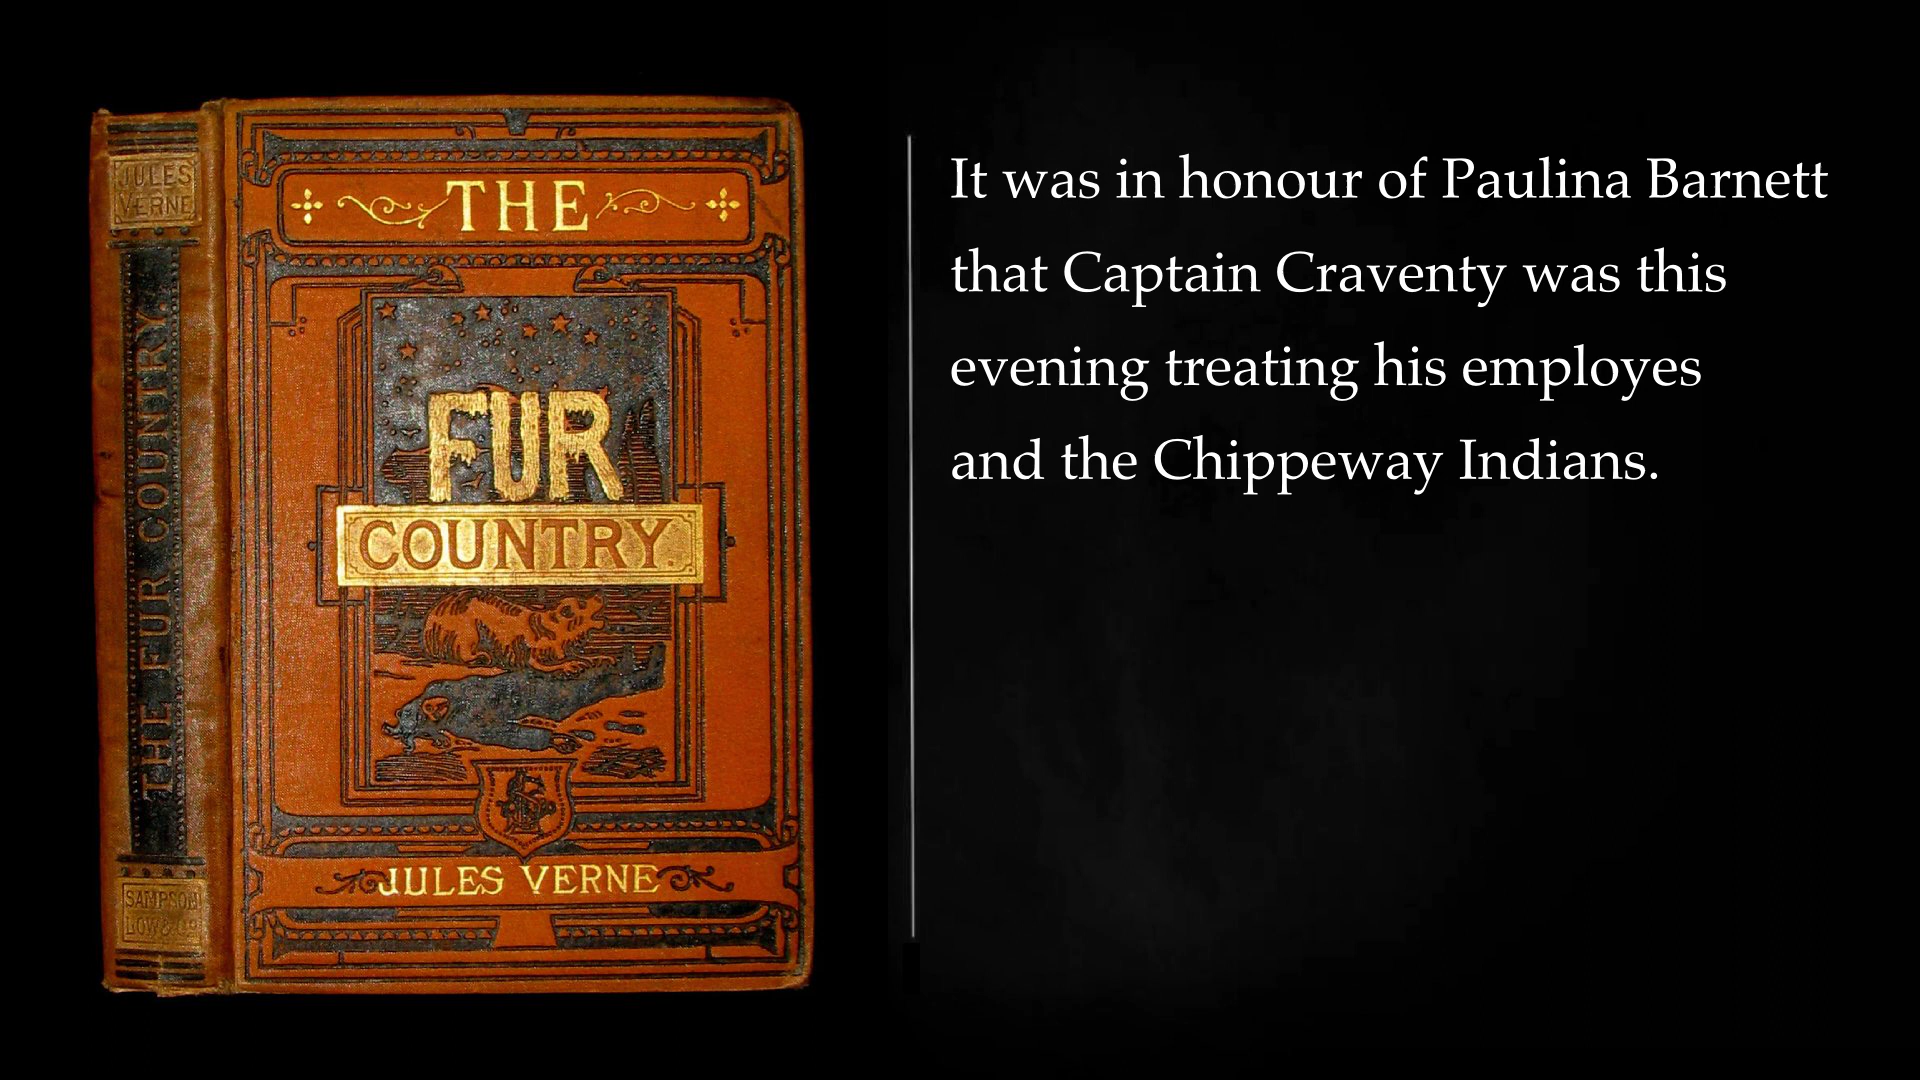 JULES
VERNE
THE FUR COUNTRY.
SAMPSON
LOW & Co
THE
FUR
COUNTRY.
JULES VERNE
It was in honour of Paulina Barnett
that Captain Craventy was this
evening treating his employes
and the Chippeway Indians.